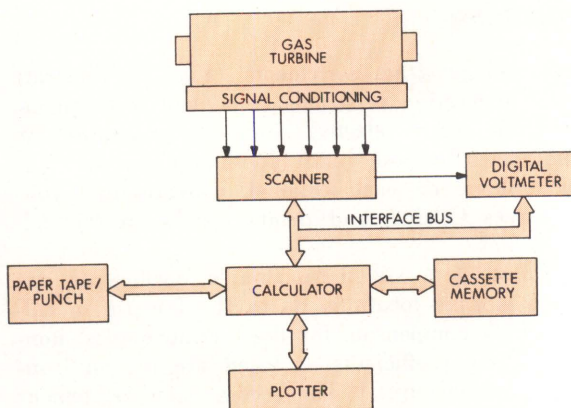 GAS
TURBINE
SIGNAL CONDITIONING
SCANNER
DIGITAL
VOLTMETER
INTERFACE BUS
PAPER TAPE/
PUNCH
CALCULATOR
CASSETTE
MEMORY
PLOTTER